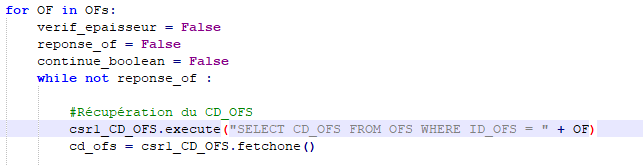 for OF in OFs:
    verif_epaisseur = False
    reponse_of = False
    continue_boolean = False
    while not reponse_of :
        #Récupération du CD_OFS
        csr1_CD_OFS.execute("SELECT CD_OFS FROM OFS WHERE ID_OFS = " + OF)
        cd_ofs = csr1_CD_OFS.fetchone()